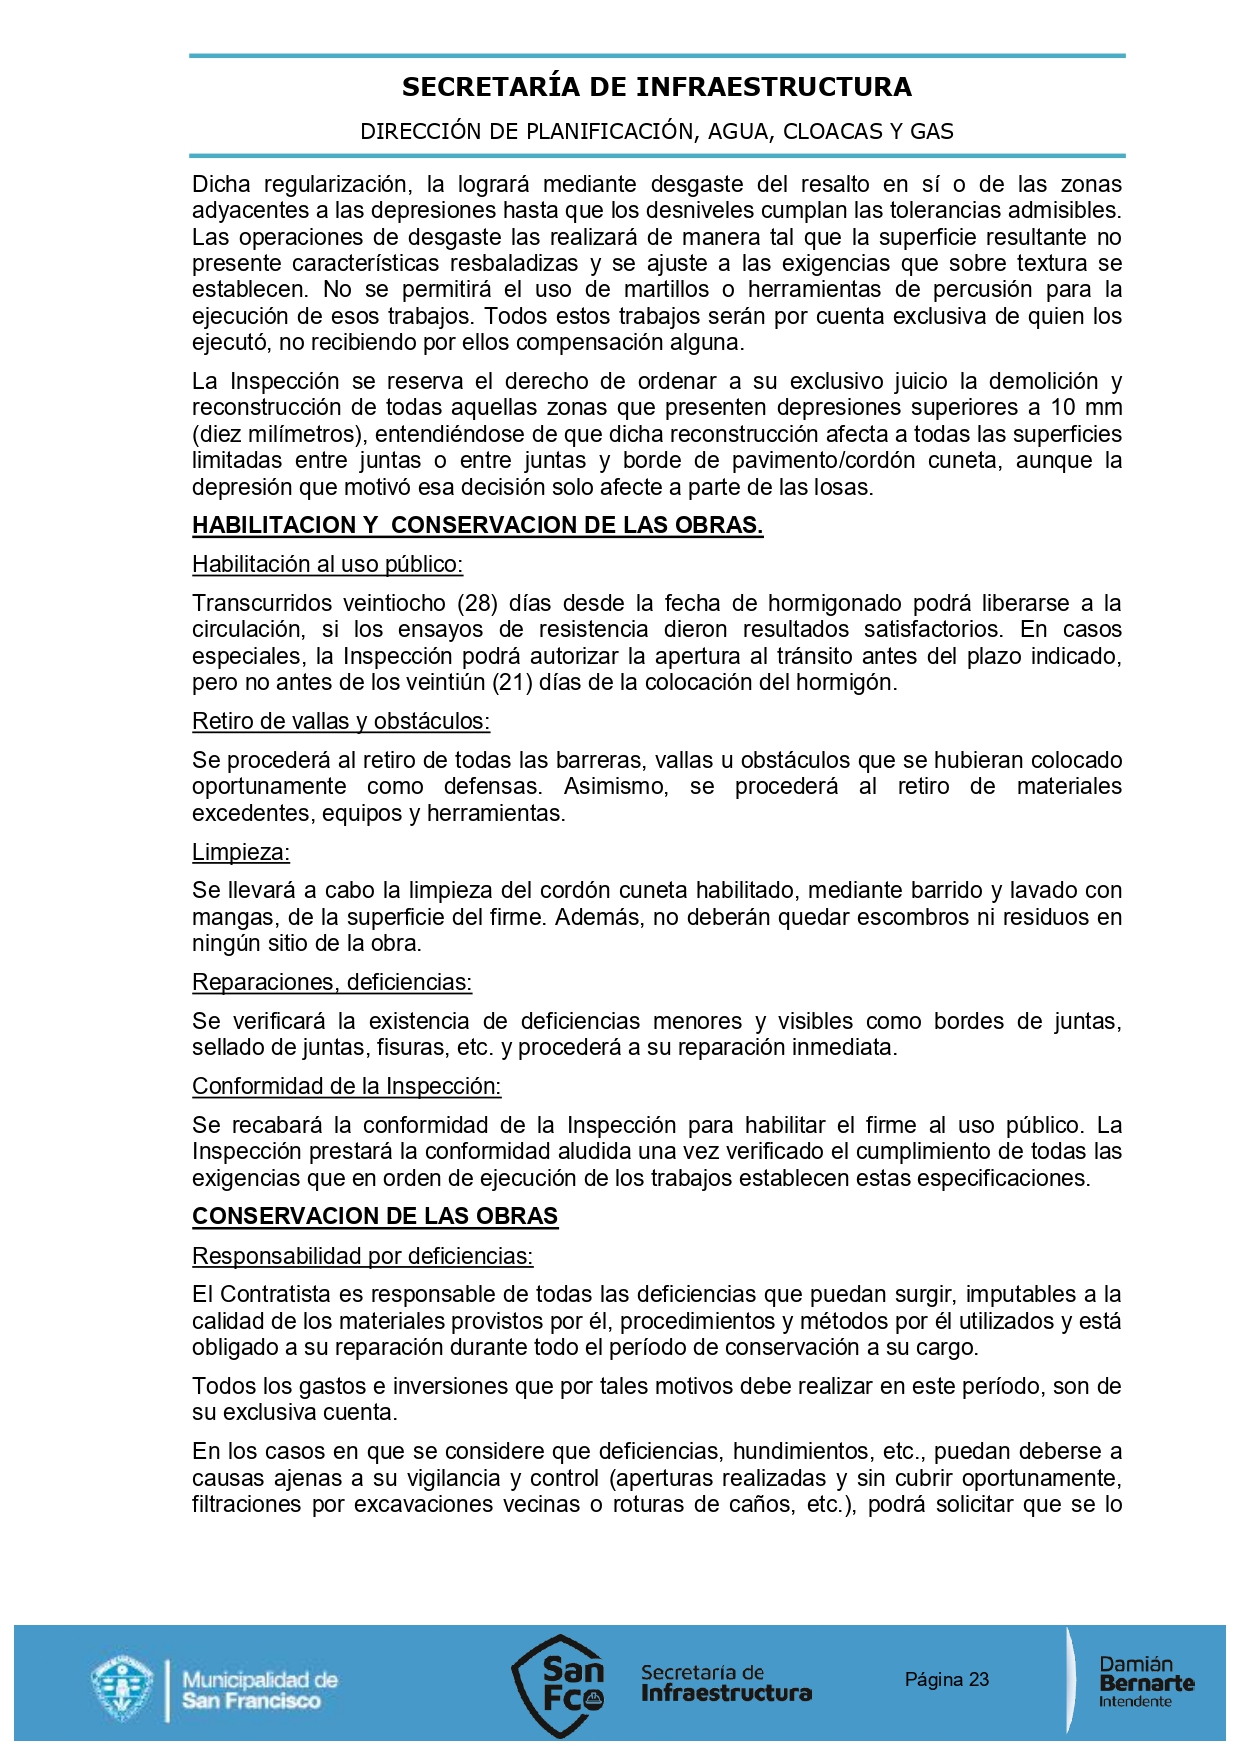 SECRETARÍA DE INFRAESTRUCTURA
DIRECCIÓN DE PLANIFICACIÓN, AGUA, CLOACAS Y GAS
Dicha regularización, la logrará mediante desgaste del resalto en sí o de las zonas
adyacentes a las depresiones hasta que los desniveles cumplan las tolerancias admisibles.
Las operaciones de desgaste las realizará de manera tal que la superficie resultante no
presente características resbaladizas y se ajuste a las exigencias que sobre textura se
establecen. No se permitirá el uso de martillos o herramientas de percusión para la
ejecución de esos trabajos. Todos estos trabajos serán por cuenta exclusiva de quien los
ejecutó, no recibiendo por ellos compensación alguna.
La Inspección se reserva el derecho de ordenar a su exclusivo juicio la demolición y
reconstrucción de todas aquellas zonas que presenten depresiones superiores a 10 mm
(diez milímetros), entendiéndose de que dicha reconstrucción afecta a todas las superficies
limitadas entre juntas o entre juntas y borde de pavimento/cordón cuneta, aunque la
depresión que motivó esa decisión solo afecte a parte de las losas.
HABILITACION Y  CONSERVACION DE LAS OBRAS.
Habilitación al uso público:
Transcurridos veintiocho (28) días desde la fecha de hormigonado podrá liberarse a la
circulación, si los ensayos de resistencia dieron resultados satisfactorios. En casos
especiales, la Inspección podrá autorizar la apertura al tránsito antes del plazo indicado,
pero no antes de los veintiún (21) días de la colocación del hormigón.
Retiro de vallas y obstáculos:
Se procederá al retiro de todas las barreras, vallas u obstáculos que se hubieran colocado
oportunamente como defensas. Asimismo, se procederá al retiro de materiales
excedentes, equipos y herramientas.
Limpieza:
Se llevará a cabo la limpieza del cordón cuneta habilitado, mediante barrido y lavado con
mangas, de la superficie del firme. Además, no deberán quedar escombros ni residuos en
ningún sitio de la obra.
Reparaciones, deficiencias:
Se verificará la existencia de deficiencias menores y visibles como bordes de juntas,
sellado de juntas, fisuras, etc. y procederá a su reparación inmediata.
Conformidad de la Inspección:
Se recabará la conformidad de la Inspección para habilitar el firme al uso público. La
Inspección prestará la conformidad aludida una vez verificado el cumplimiento de todas las
exigencias que en orden de ejecución de los trabajos establecen estas especificaciones.
CONSERVACION DE LAS OBRAS
Responsabilidad por deficiencias:
El Contratista es responsable de todas las deficiencias que puedan surgir, imputables a la
calidad de los materiales provistos por él, procedimientos y métodos por él utilizados y está
obligado a su reparación durante todo el período de conservación a su cargo.
Todos los gastos e inversiones que por tales motivos debe realizar en este período, son de
su exclusiva cuenta.
En los casos en que se considere que deficiencias, hundimientos, etc., puedan deberse a
causas ajenas a su vigilancia y control (aperturas realizadas y sin cubrir oportunamente,
filtraciones por excavaciones vecinas o roturas de caños, etc.), podrá solicitar que se lo
Municipalidad de
San Francisco
San
Fco
Secretaría de
Infraestructura
Página 23
Damián
Bernarte
Intendente